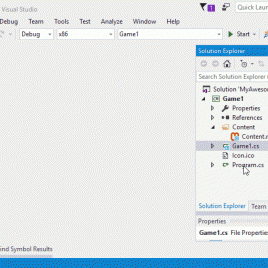 Visual Studio
Quick Laun
Debug Team Tools Test Analyze Window Help
Debug x86 Game1 Start
Solution Explorer
Search Solution Explorer
Solution 'MyAweso
Game1
Properties
References
Content
Content.
Game1.cs
Icon.ico
Program.cs
Solution Explorer Team
Properties
Game1.cs File Propertie
ind Symbol Results